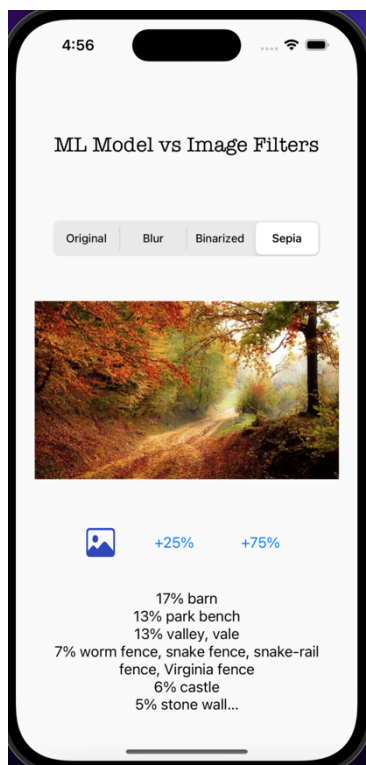 4:56
ML Model vs Image Filters
Original Blur Binarized Sepia
+25% +75%
17% barn
13% park bench
13% valley, vale
7% worm fence, snake fence, snake-rail
fence, Virginia fence
6% castle
5% stone wall...